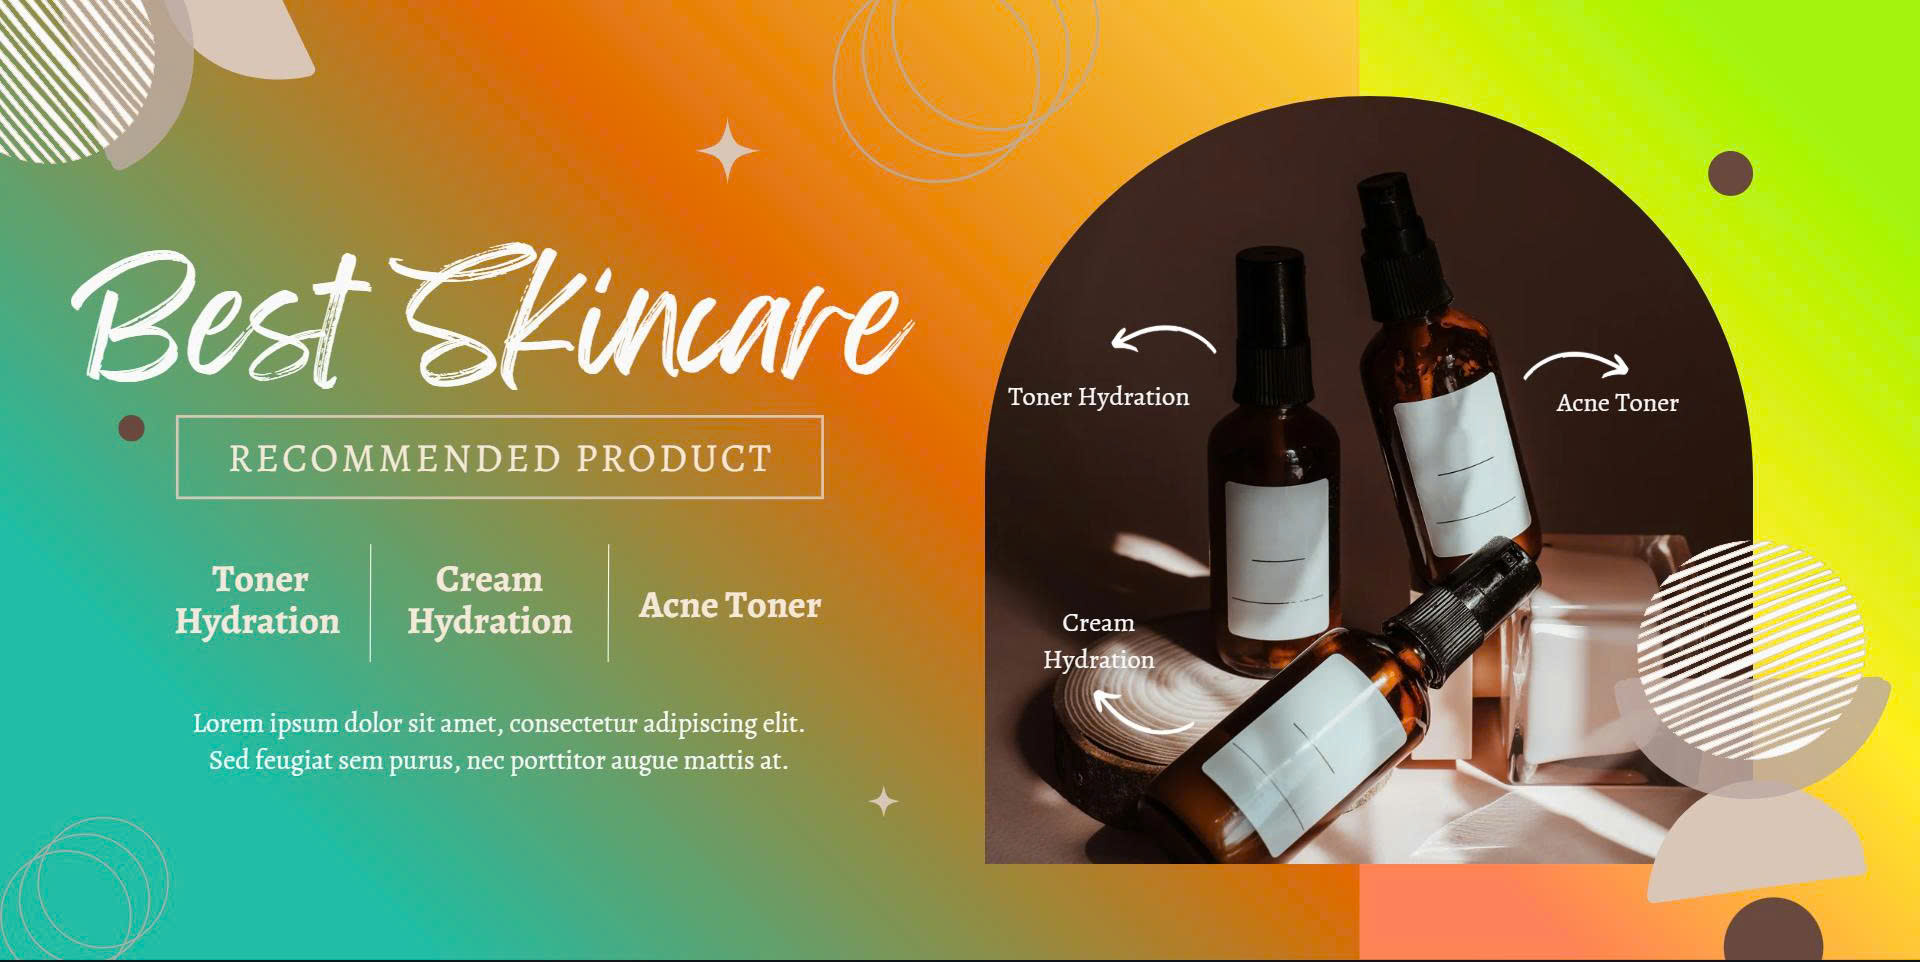 Best Skincare
RECOMMENDED PRODUCT
Toner
Hydration
Cream
Hydration
Acne Toner
Lorem ipsum dolor sit amet, consectetur adipiscing elit.
Sed feugiat sem purus, nec porttitor augue mattis at.
Toner Hydration
Acne Toner
Cream
Hydration